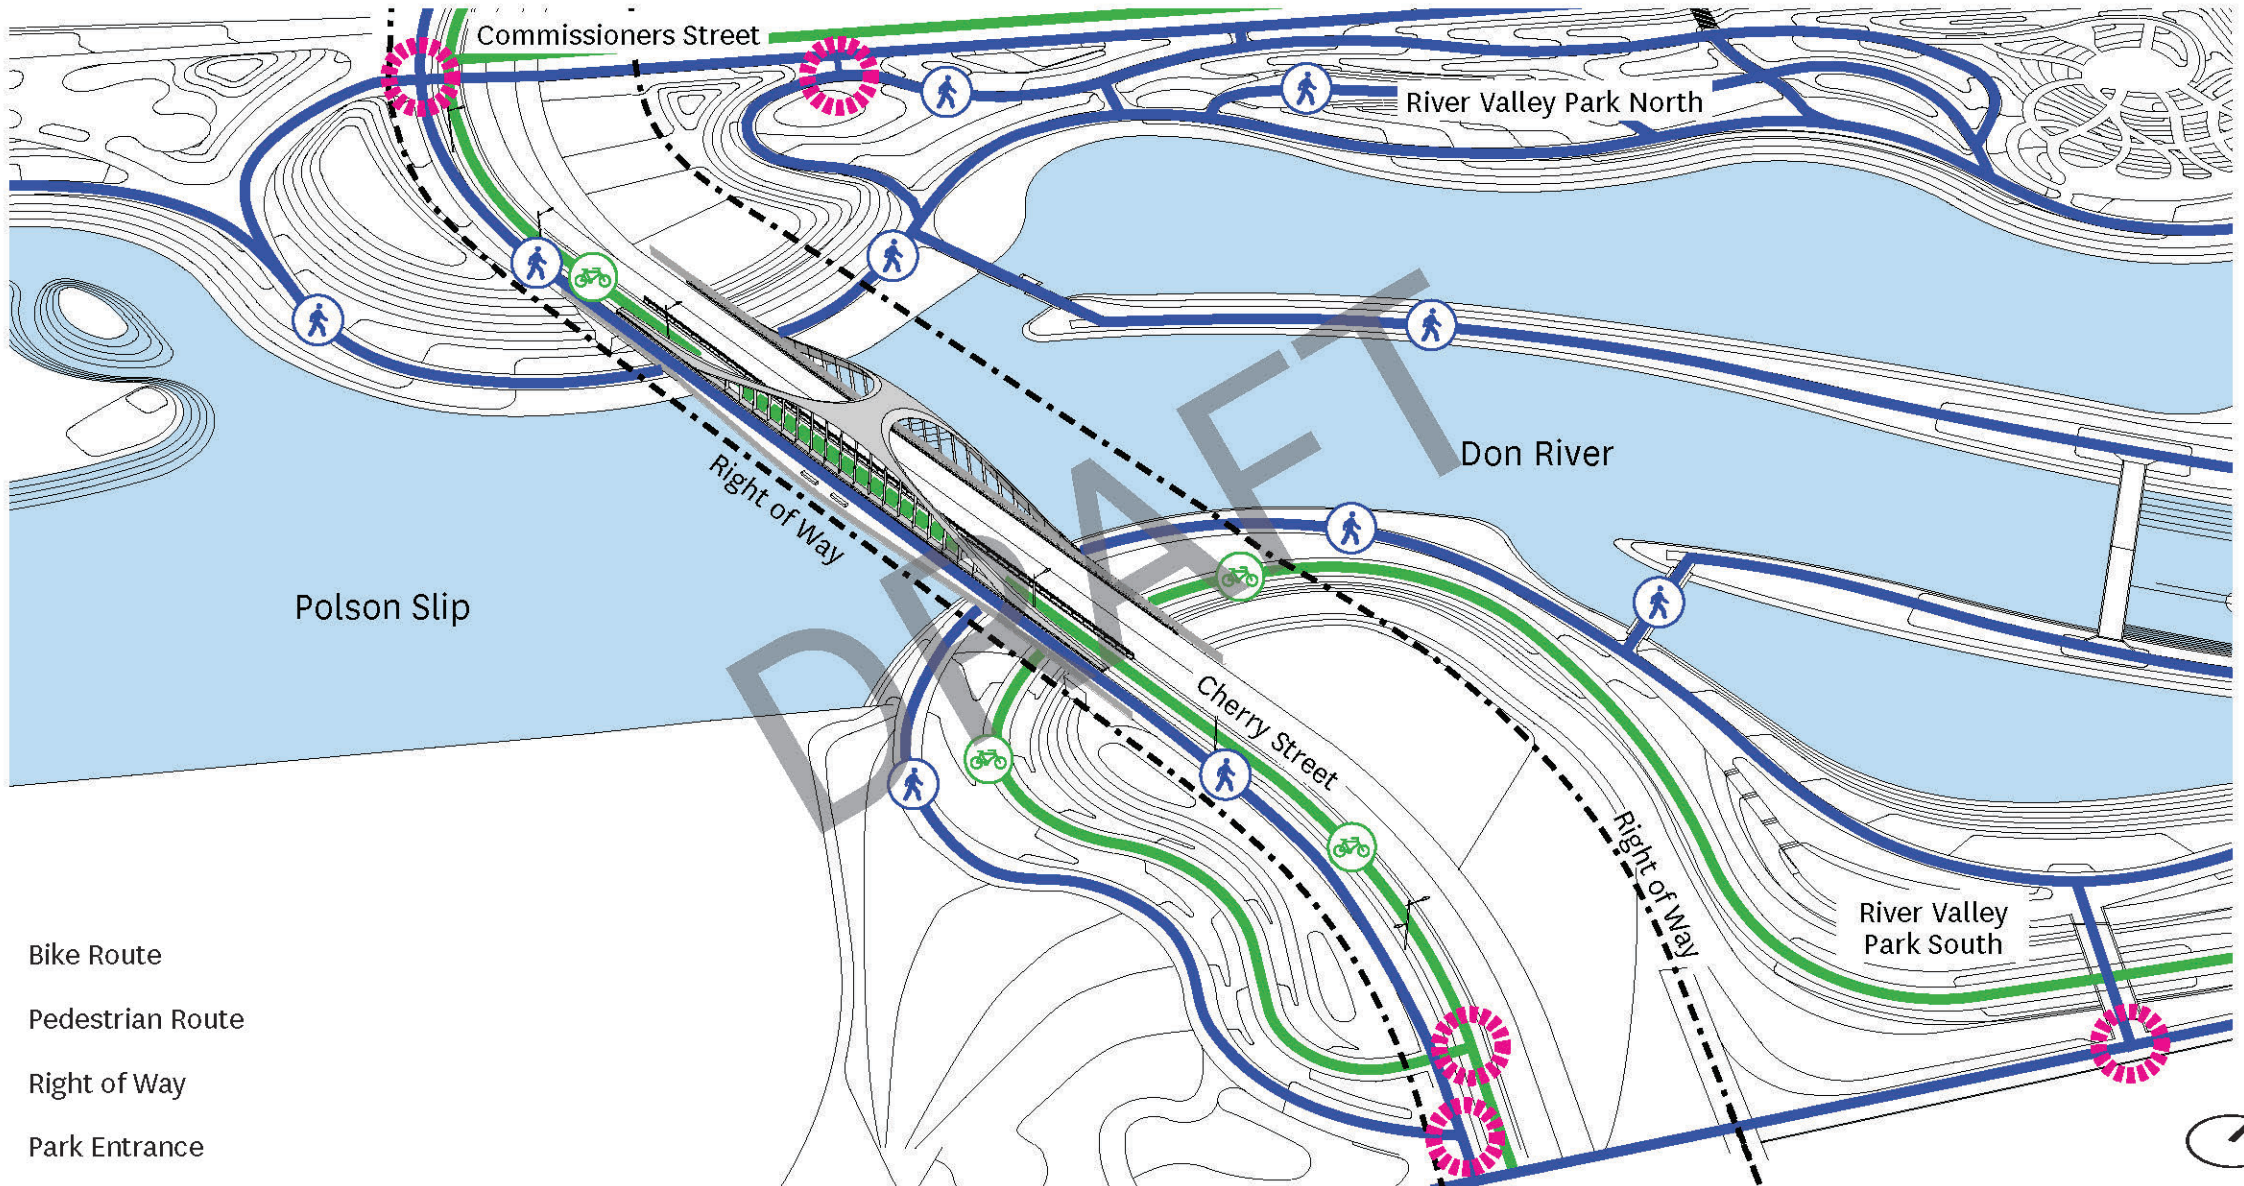 Commissioners Street
River Valley Park North
Don River
Right of Way
Polson Slip
DRAFT
Cherry Street
Right of Way
River Valley
Park South
Bike Route
Pedestrian Route
Right of Way
Park Entrance